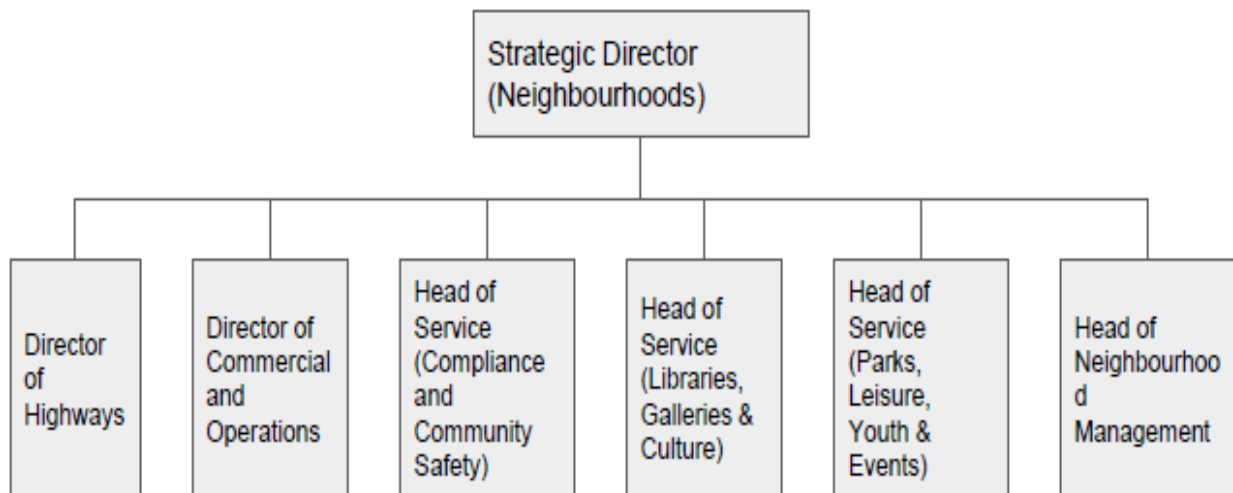 Strategic Director
(Neighbourhoods)
Director
of
Highways
Director of
Commercial
and
Operations
Head of
Service
(Compliance
and
Community
Safety)
Head of
Service
(Libraries,
Galleries &
Culture)
Head of
Service
(Parks,
Leisure,
Youth &
Events)
Head of
Neighbourhoo
d
Management